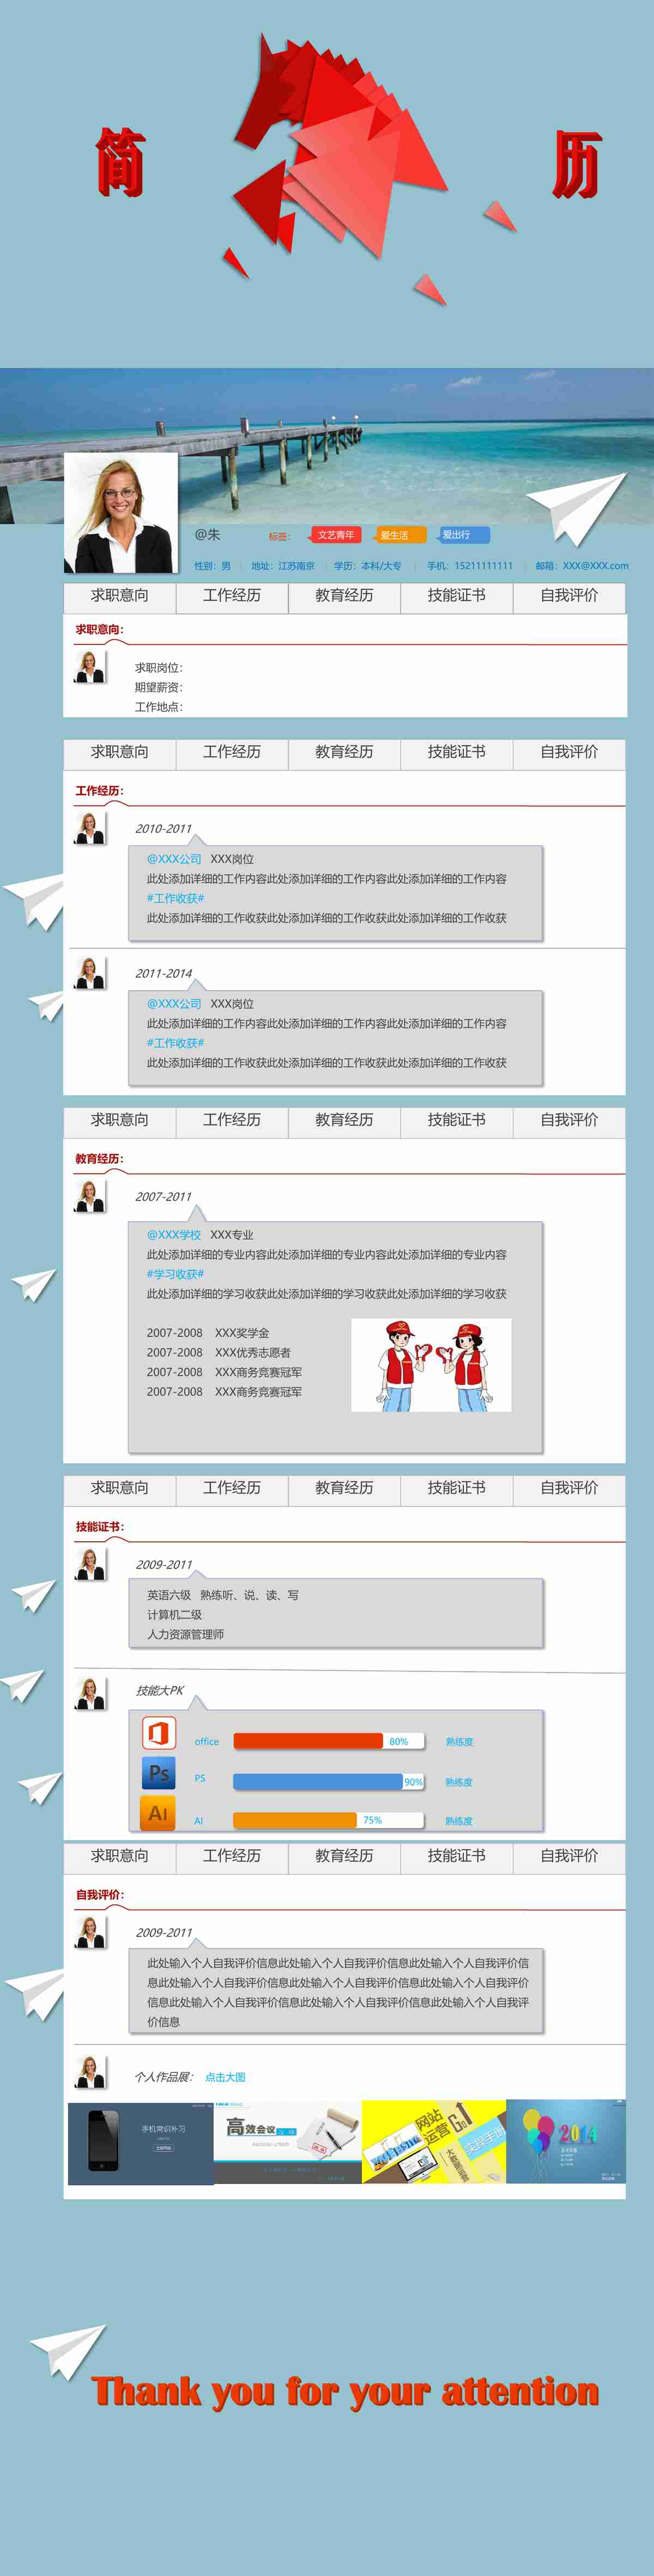 简 历
@朱 标签： 文艺青年 爱生活 爱出行
性别：男 | 地址：江苏南京 | 学历：本科/大专 | 手机：15211111111 | 邮箱：XXX@XXX.com
求职意向 工作经历 教育经历 技能证书 自我评价
求职意向：
求职岗位：
期望薪资：
工作地点：
求职意向 工作经历 教育经历 技能证书 自我评价
工作经历：
2010-2011
@XXX公司 XXX岗位
此处添加详细的工作内容此处添加详细的工作内容此处添加详细的工作内容
#工作收获#
此处添加详细的工作收获此处添加详细的工作收获此处添加详细的工作收获
2011-2014
@XXX公司 XXX岗位
此处添加详细的工作内容此处添加详细的工作内容此处添加详细的工作内容
#工作收获#
此处添加详细的工作收获此处添加详细的工作收获此处添加详细的工作收获
求职意向 工作经历 教育经历 技能证书 自我评价
教育经历：
2007-2011
@XXX学校 XXX专业
此处添加详细的专业内容此处添加详细的专业内容此处添加详细的专业内容
#学习收获#
此处添加详细的学习收获此处添加详细的学习收获此处添加详细的学习收获
2007-2008 XXX奖学金
2007-2008 XXX优秀志愿者
2007-2008 XXX商务竞赛冠军
2007-2008 XXX商务竞赛冠军
求职意向 工作经历 教育经历 技能证书 自我评价
技能证书：
2009-2011
英语六级 熟练听、说、读、写
计算机二级
人力资源管理师
技能大PK
office 80% 熟练度
Ps PS 90% 熟练度
AI AI 75% 熟练度
求职意向 工作经历 教育经历 技能证书 自我评价
自我评价：
2009-2011
此处输入个人自我评价信息此处输入个人自我评价信息此处输入个人自我评价信
息此处输入个人自我评价信息此处输入个人自我评价信息此处输入个人自我评价
信息此处输入个人自我评价信息此处输入个人自我评价信息此处输入个人自我评
价信息
个人作品展： 点击大图
手机常识补习
高效会议
网站
运营 GO!
2014
Thank you for your attention